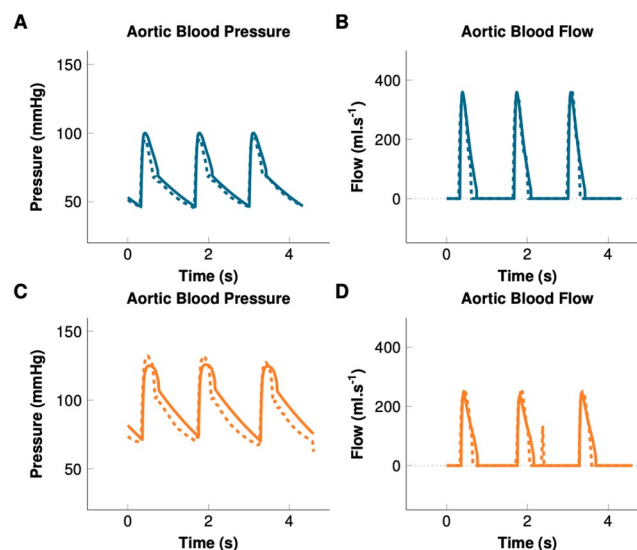 A
Aortic Blood Pressure
150
100
50
Pressure (mmHg)
0 2 4
Time (s)
B
Aortic Blood Flow
400
200
0
Flow (ml.s⁻¹)
0 2 4
Time (s)
C
Aortic Blood Pressure
150
100
50
Pressure (mmHg)
0 2 4
Time (s)
D
Aortic Blood Flow
400
200
0
Flow (ml.s⁻¹)
0 2 4
Time (s)